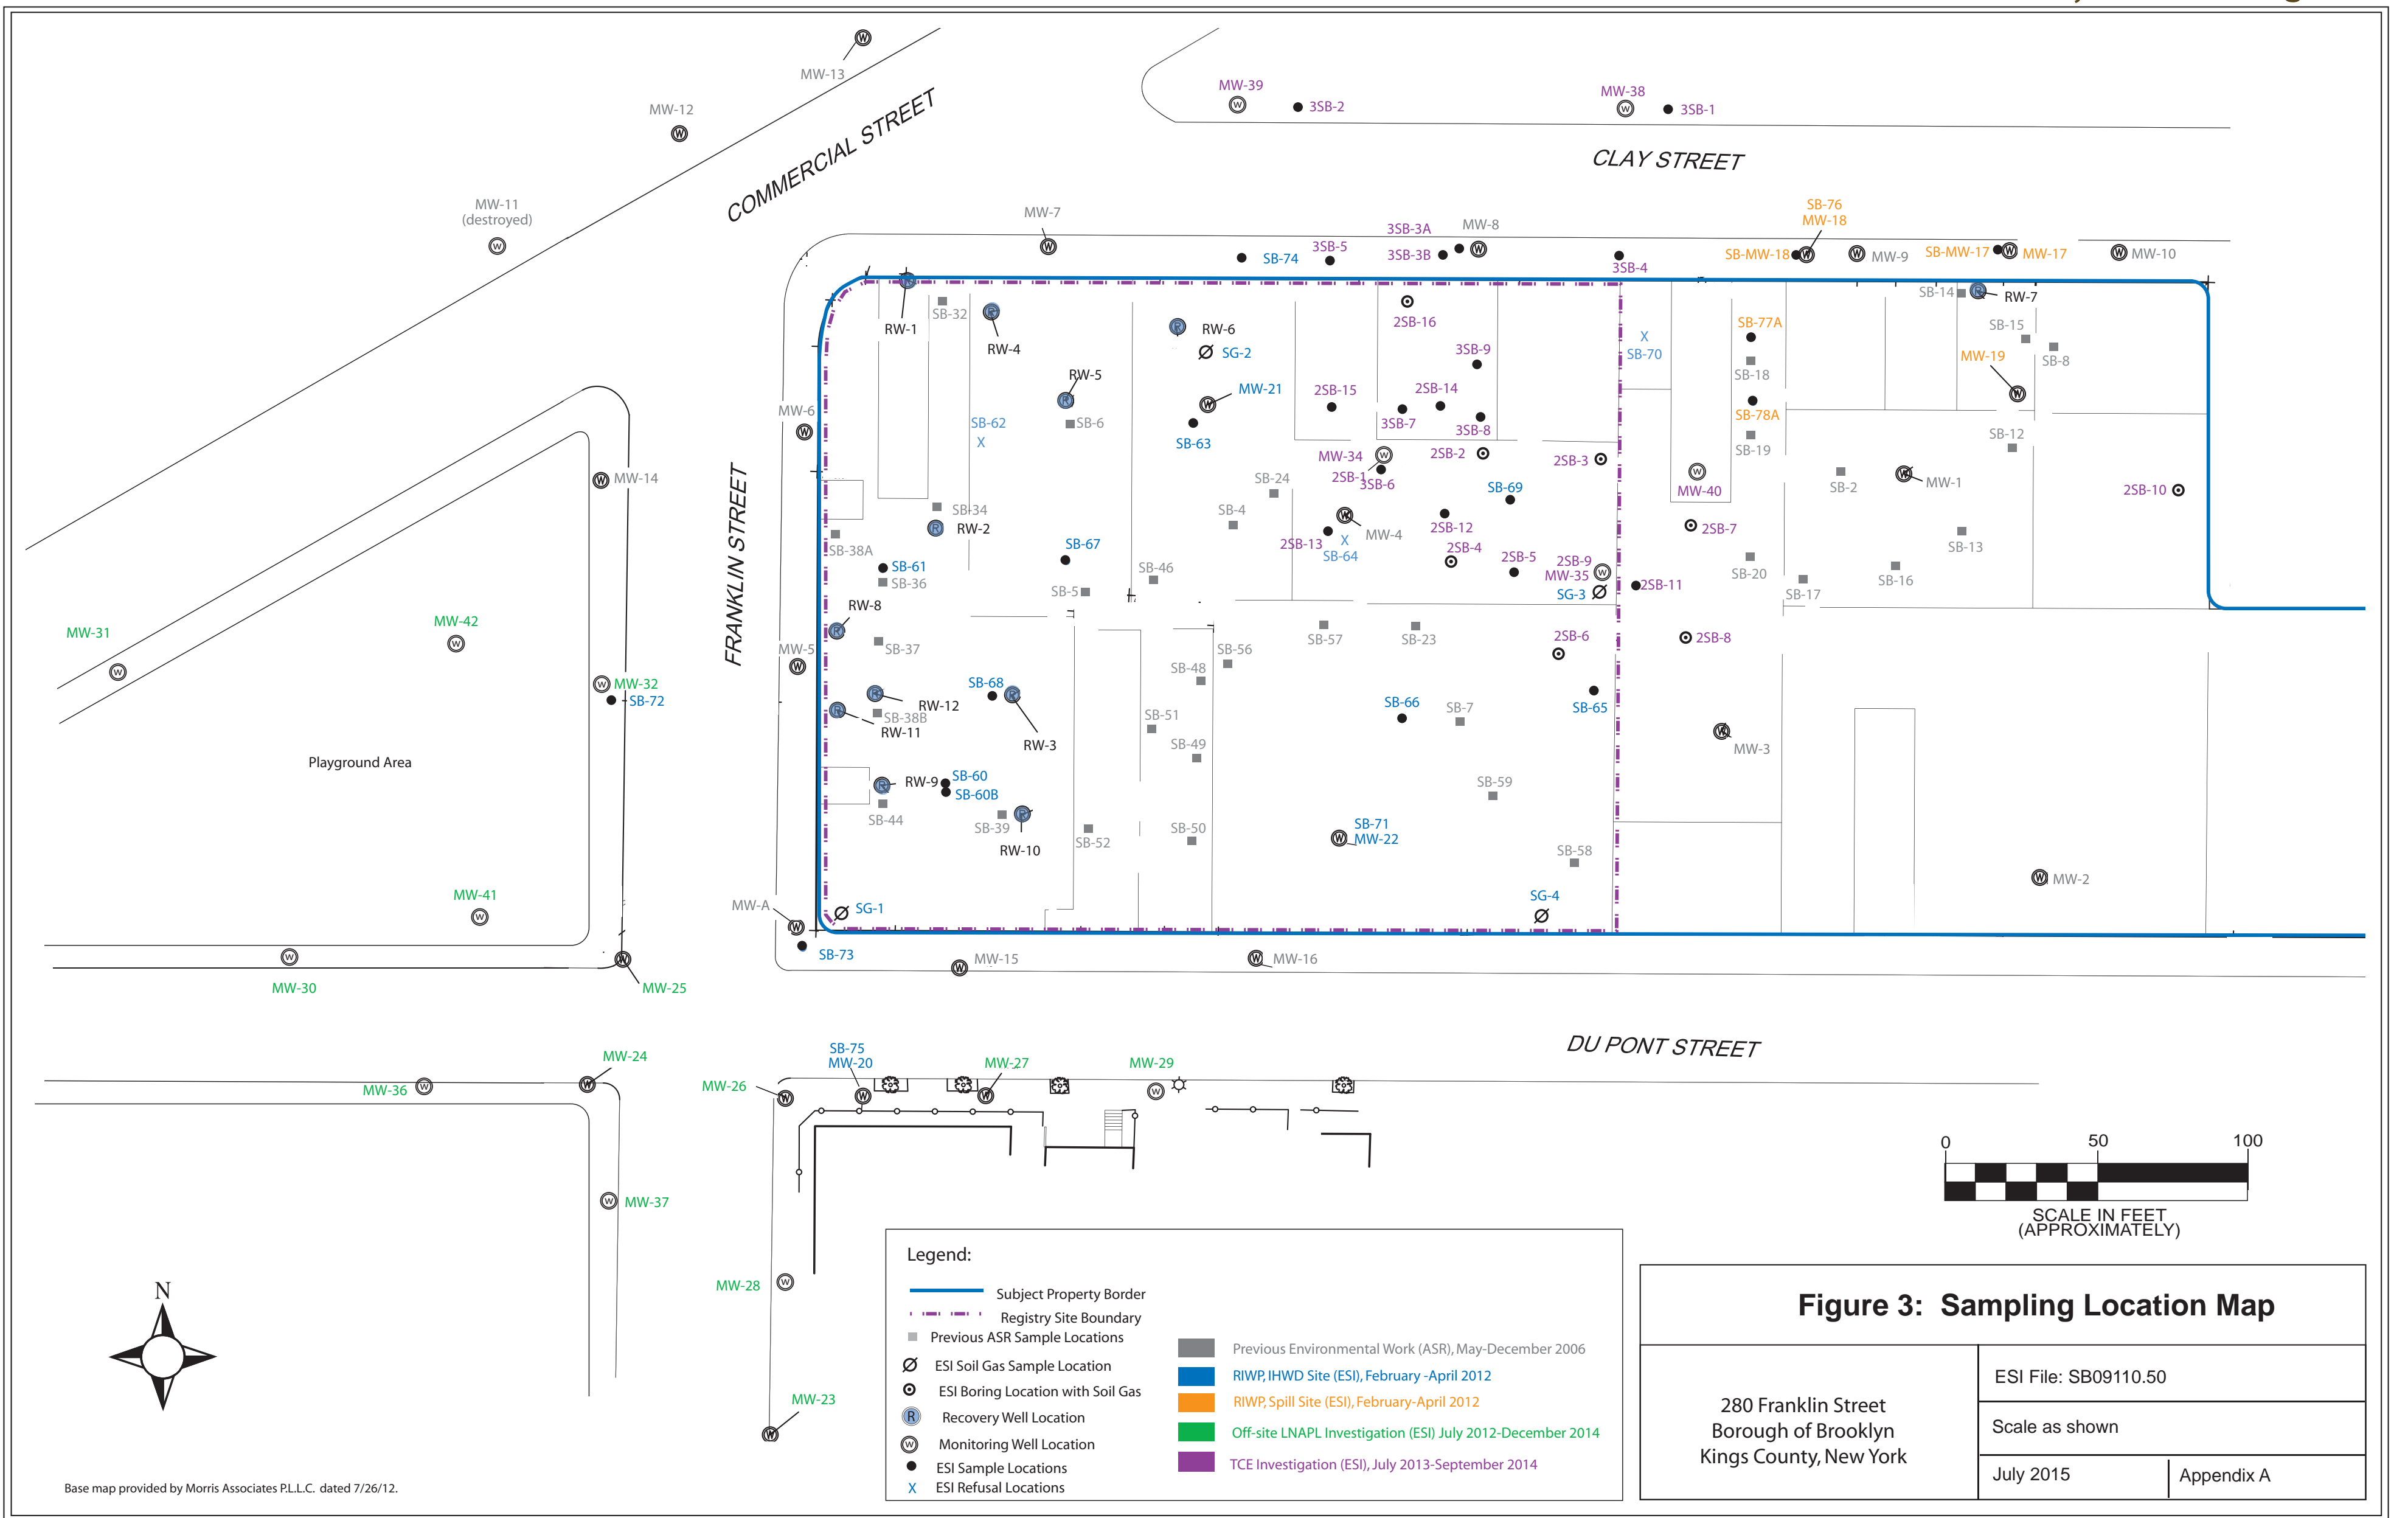 MW-13
MW-12
MW-11
(destroyed)
COMMERCIAL STREET
MW-39
3SB-2
MW-38
3SB-1
CLAY STREET
MW-7
SB-74
3SB-5
3SB-3A
3SB-3B
MW-8
3SB-4
SB-76
MW-18
SB-MW-18
MW-9
SB-MW-17
MW-17
MW-10
RW-1
SB-32
RW-4
RW-6
SG-2
2SB-16
SB-70
SB-77A
SB-14
RW-7
SB-15
SB-8
RW-5
MW-21
3SB-9
SB-18
MW-19
MW-6
SB-62
SB-6
SB-63
2SB-15
2SB-14
3SB-7
3SB-8
SB-78A
SB-19
SB-12
MW-14
SB-24
MW-34
2SB-1
3SB-6
2SB-2
2SB-3
MW-40
SB-2
MW-1
2SB-10
FRANKLIN STREET
SB-34
RW-2
SB-38A
SB-4
SB-69
2SB-12
MW-4
2SB-13
SB-64
2SB-7
SB-13
SB-61
SB-36
SB-67
SB-5
SB-46
2SB-4
2SB-5
2SB-9
MW-35
SG-3
2SB-11
SB-20
SB-17
SB-16
RW-8
MW-31
MW-42
MW-5
SB-37
SB-57
SB-23
2SB-6
2SB-8
SB-56
SB-48
MW-32
SB-72
SB-68
RW-12
SB-38B
RW-11
RW-3
SB-51
SB-49
SB-66
SB-7
SB-65
MW-3
Playground Area
RW-9
SB-60
SB-60B
SB-44
SB-39
RW-10
SB-52
SB-50
SB-59
SB-71
MW-22
SB-58
MW-2
MW-41
MW-A
SG-1
SG-4
SB-73
MW-15
MW-16
MW-30
MW-25
DU PONT STREET
MW-24
MW-36
MW-26
SB-75
MW-20
MW-27
MW-29
MW-37
MW-28
MW-23
0 50 100
SCALE IN FEET
(APPROXIMATELY)
N
Legend:
Subject Property Border
Registry Site Boundary
Previous ASR Sample Locations
ESI Soil Gas Sample Location
ESI Boring Location with Soil Gas
R Recovery Well Location
W Monitoring Well Location
ESI Sample Locations
X ESI Refusal Locations
Previous Environmental Work (ASR), May-December 2006
RIWP, IHWD Site (ESI), February -April 2012
RIWP, Spill Site (ESI), February-April 2012
Off-site LNAPL Investigation (ESI) July 2012-December 2014
TCE Investigation (ESI), July 2013-September 2014
Figure 3: Sampling Location Map
280 Franklin Street
Borough of Brooklyn
Kings County, New York
ESI File: SB09110.50
Scale as shown
July 2015
Appendix A
Base map provided by Morris Associates P.L.L.C. dated 7/26/12.